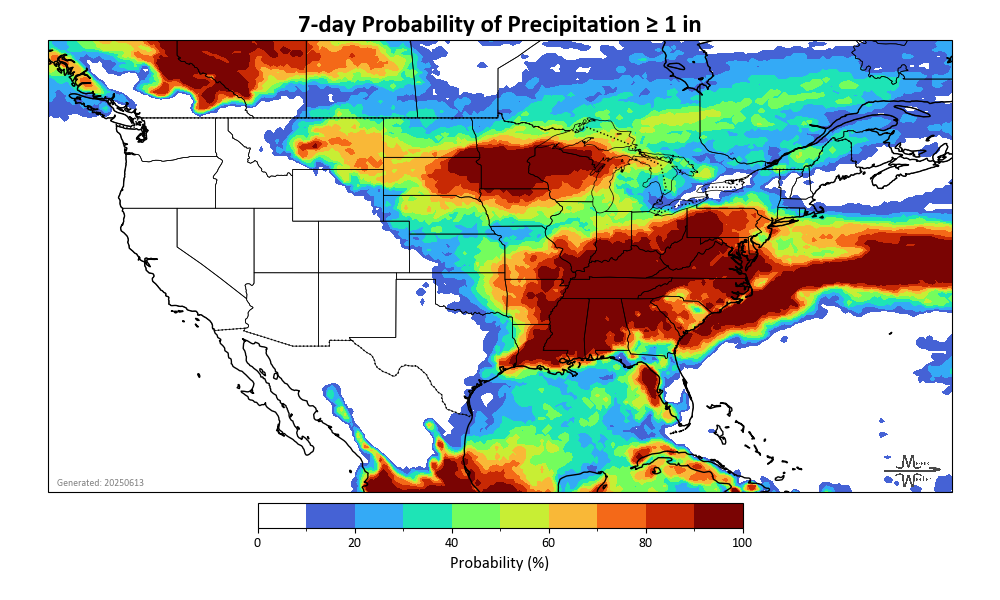 7-day Probability of Precipitation ≥ 1 in
Generated: 20250613
0 20 40 60 80 100
Probability (%)